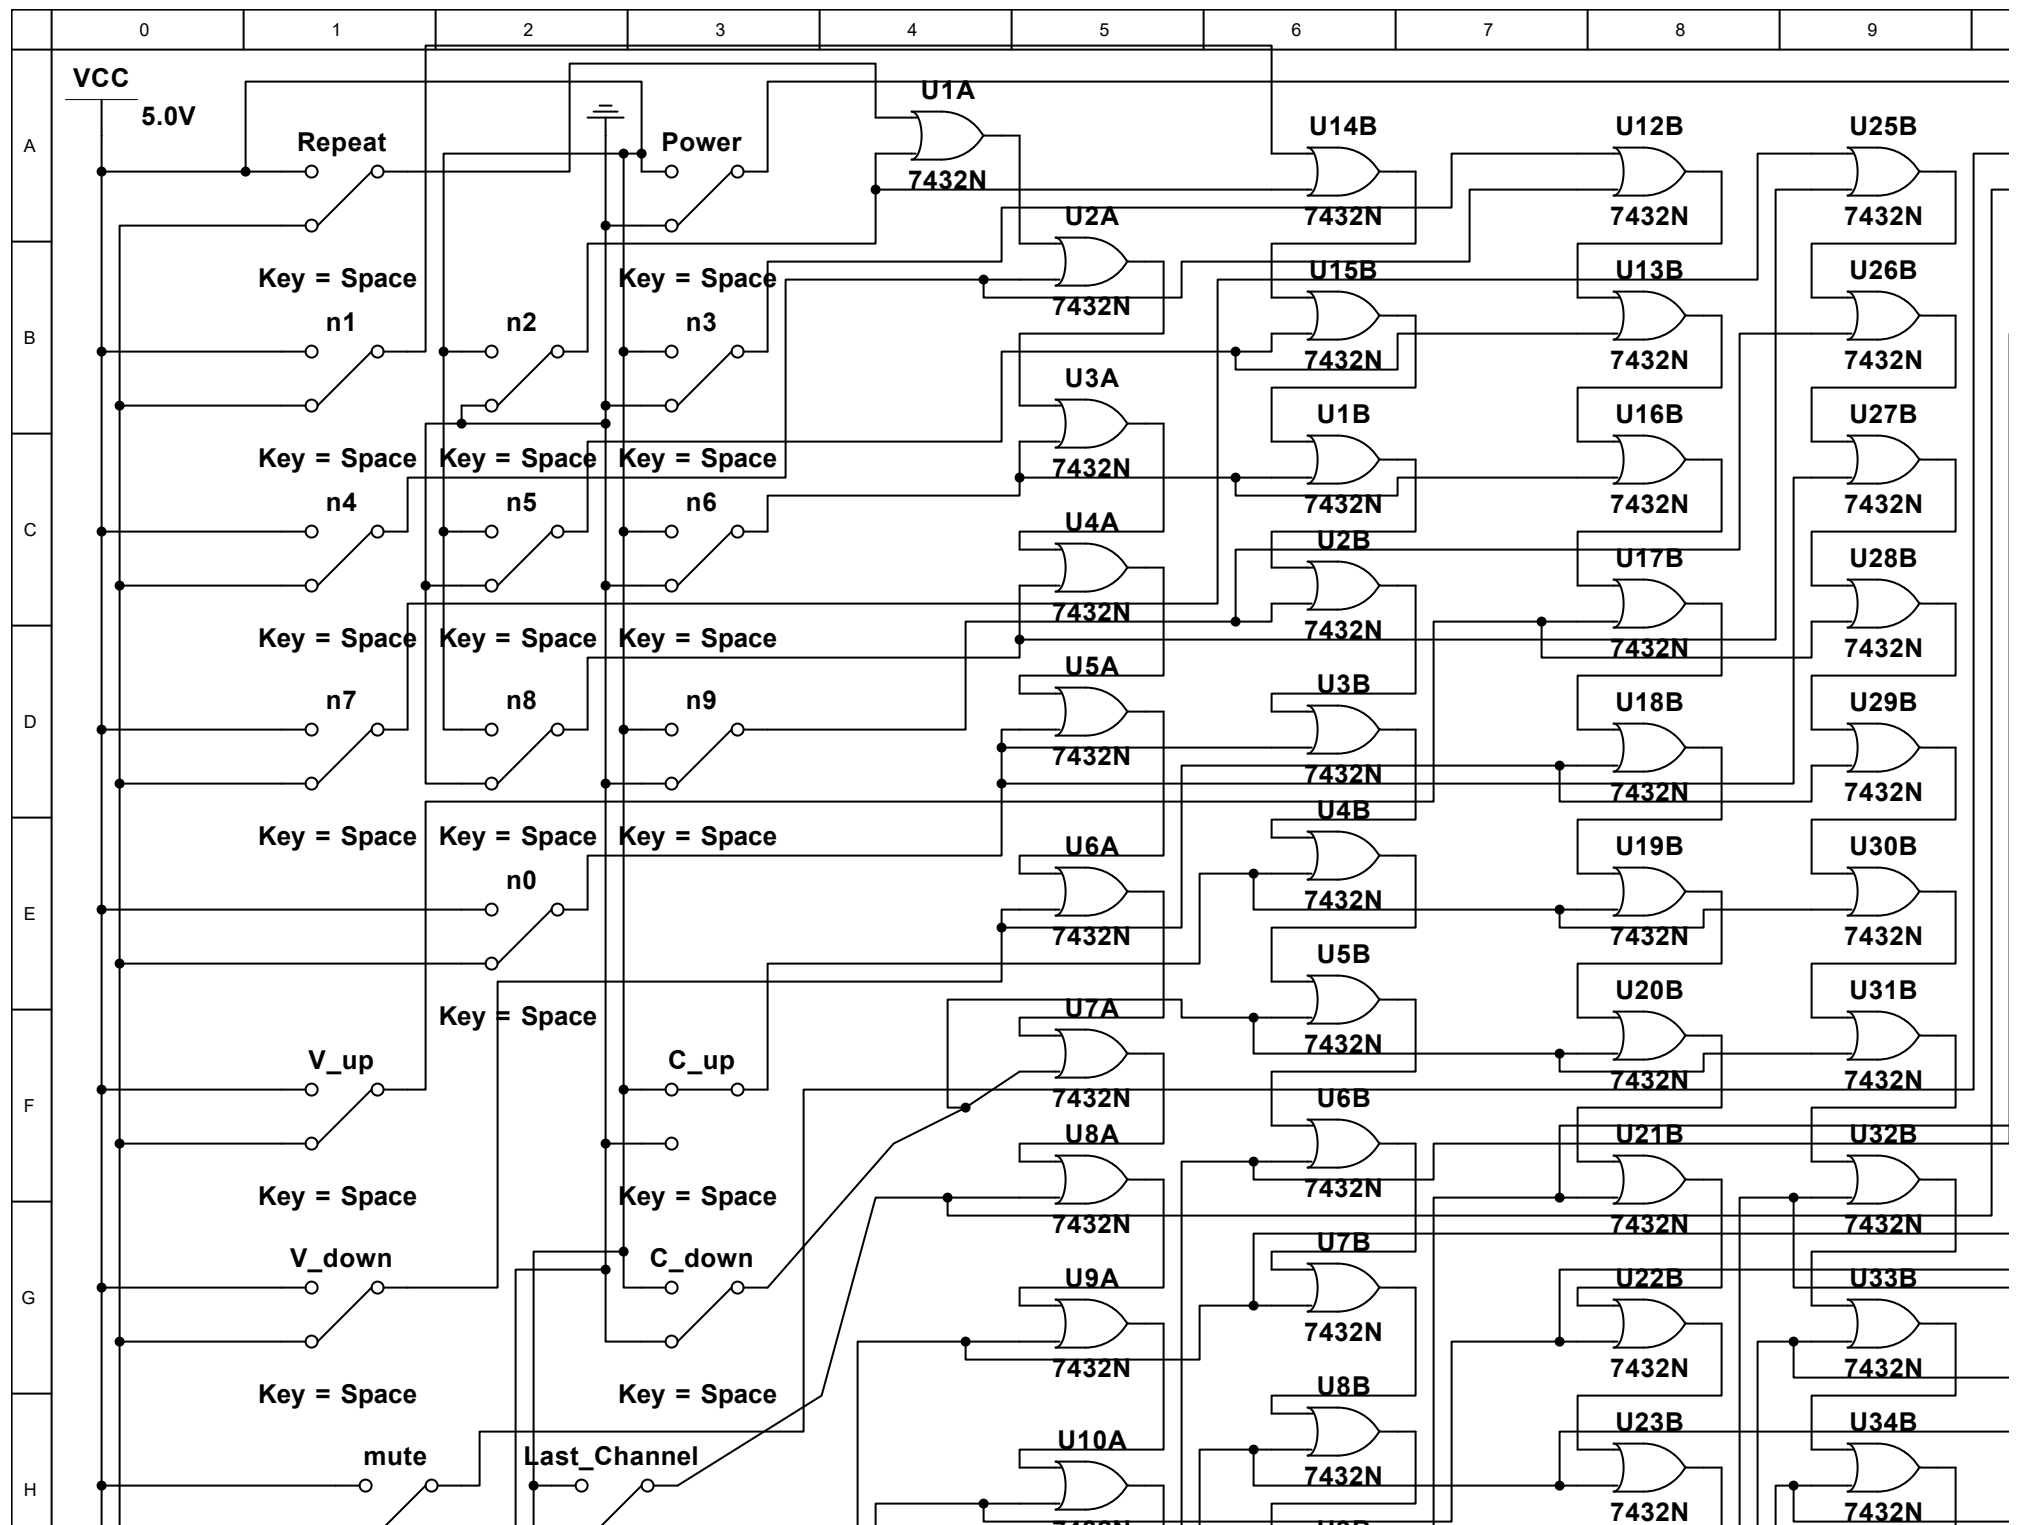 0 1 2 3 4 5 6 7 8 9
VCC
5.0V
U1A
A
Repeat
Power
U14B
U12B
U25B
7432N
7432N
7432N
7432N
U2A
Key = Space
Key = Space
U15B
U13B
U26B
7432N
B
n1
n2
n3
7432N
7432N
7432N
U3A
U1B
U16B
U27B
Key = Space
Key = Space
Key = Space
7432N
n4
n5
n6
7432N
7432N
7432N
C
U4A
U2B
U17B
U28B
7432N
7432N
Key = Space
Key = Space
Key = Space
7432N
7432N
U5A
U3B
n7
n8
n9
U18B
U29B
D
7432N
7432N
7432N
7432N
U4B
Key = Space
Key = Space
Key = Space
U6A
U19B
U30B
n0
7432N
E
7432N
7432N
7432N
U5B
U20B
U31B
Key = Space
U7A
7432N
V_up
C_up
7432N
7432N
7432N
F
U6B
U8A
U21B
U32B
7432N
Key = Space
Key = Space
7432N
7432N
7432N
U7B
V_down
C_down
U9A
U22B
U33B
G
7432N
7432N
7432N
7432N
Key = Space
Key = Space
U8B
U10A
U23B
U34B
mute
Last_Channel
7432N
H
7432N
7432N